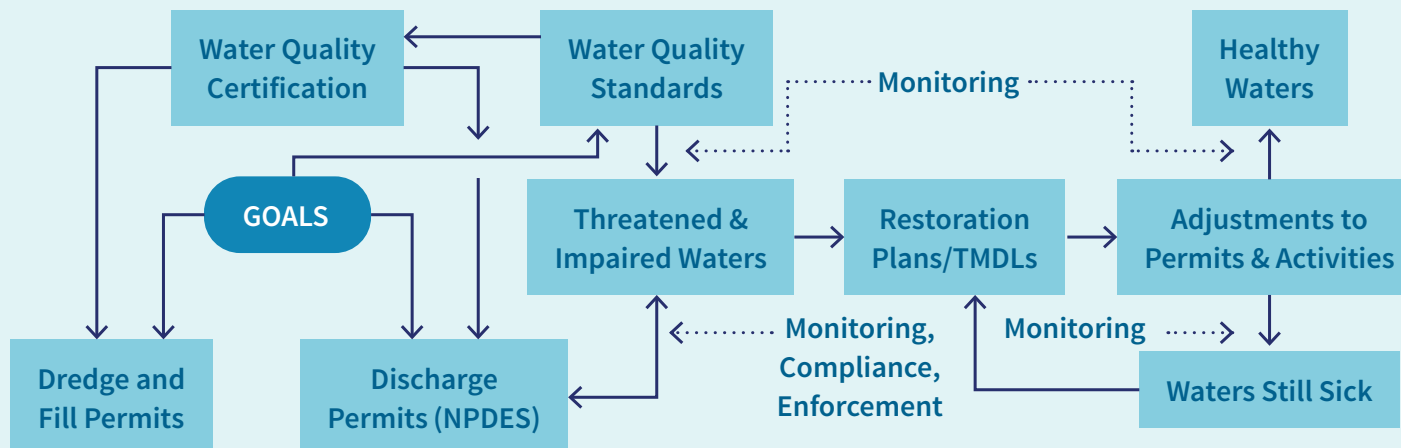 Water Quality
Certification
Water Quality
Standards
Monitoring
Healthy
Waters
GOALS
Threatened &
Impaired Waters
Restoration
Plans/TMDLs
Adjustments to
Permits & Activities
Dredge and
Fill Permits
Discharge
Permits (NPDES)
Monitoring,
Compliance,
Enforcement
Monitoring
Waters Still Sick